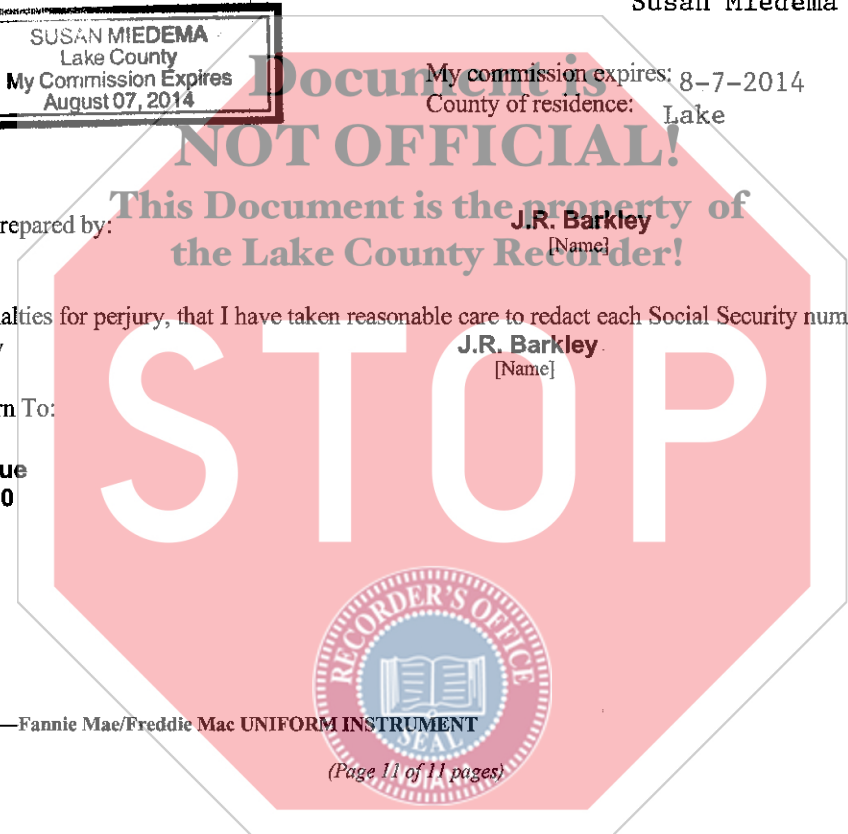 Susan Miedema
SUSAN MIEDEMA
Lake County
My Commission Expires
August 07, 2014
My commission expires: 8-7-2014
County of residence: Lake
Document is
NOT OFFICIAL!
This Document is the property of
the Lake County Recorder!
repared by:
J.R. Barkley
[Name]
alties for perjury, that I have taken reasonable care to redact each Social Security num
y
J.R. Barkley
[Name]
rn To:
ue
0
STOP
RECORDER'S OFFICE
SEAL
INDIANA
—Fannie Mae/Freddie Mac UNIFORM INSTRUMENT
(Page 11 of 11 pages)